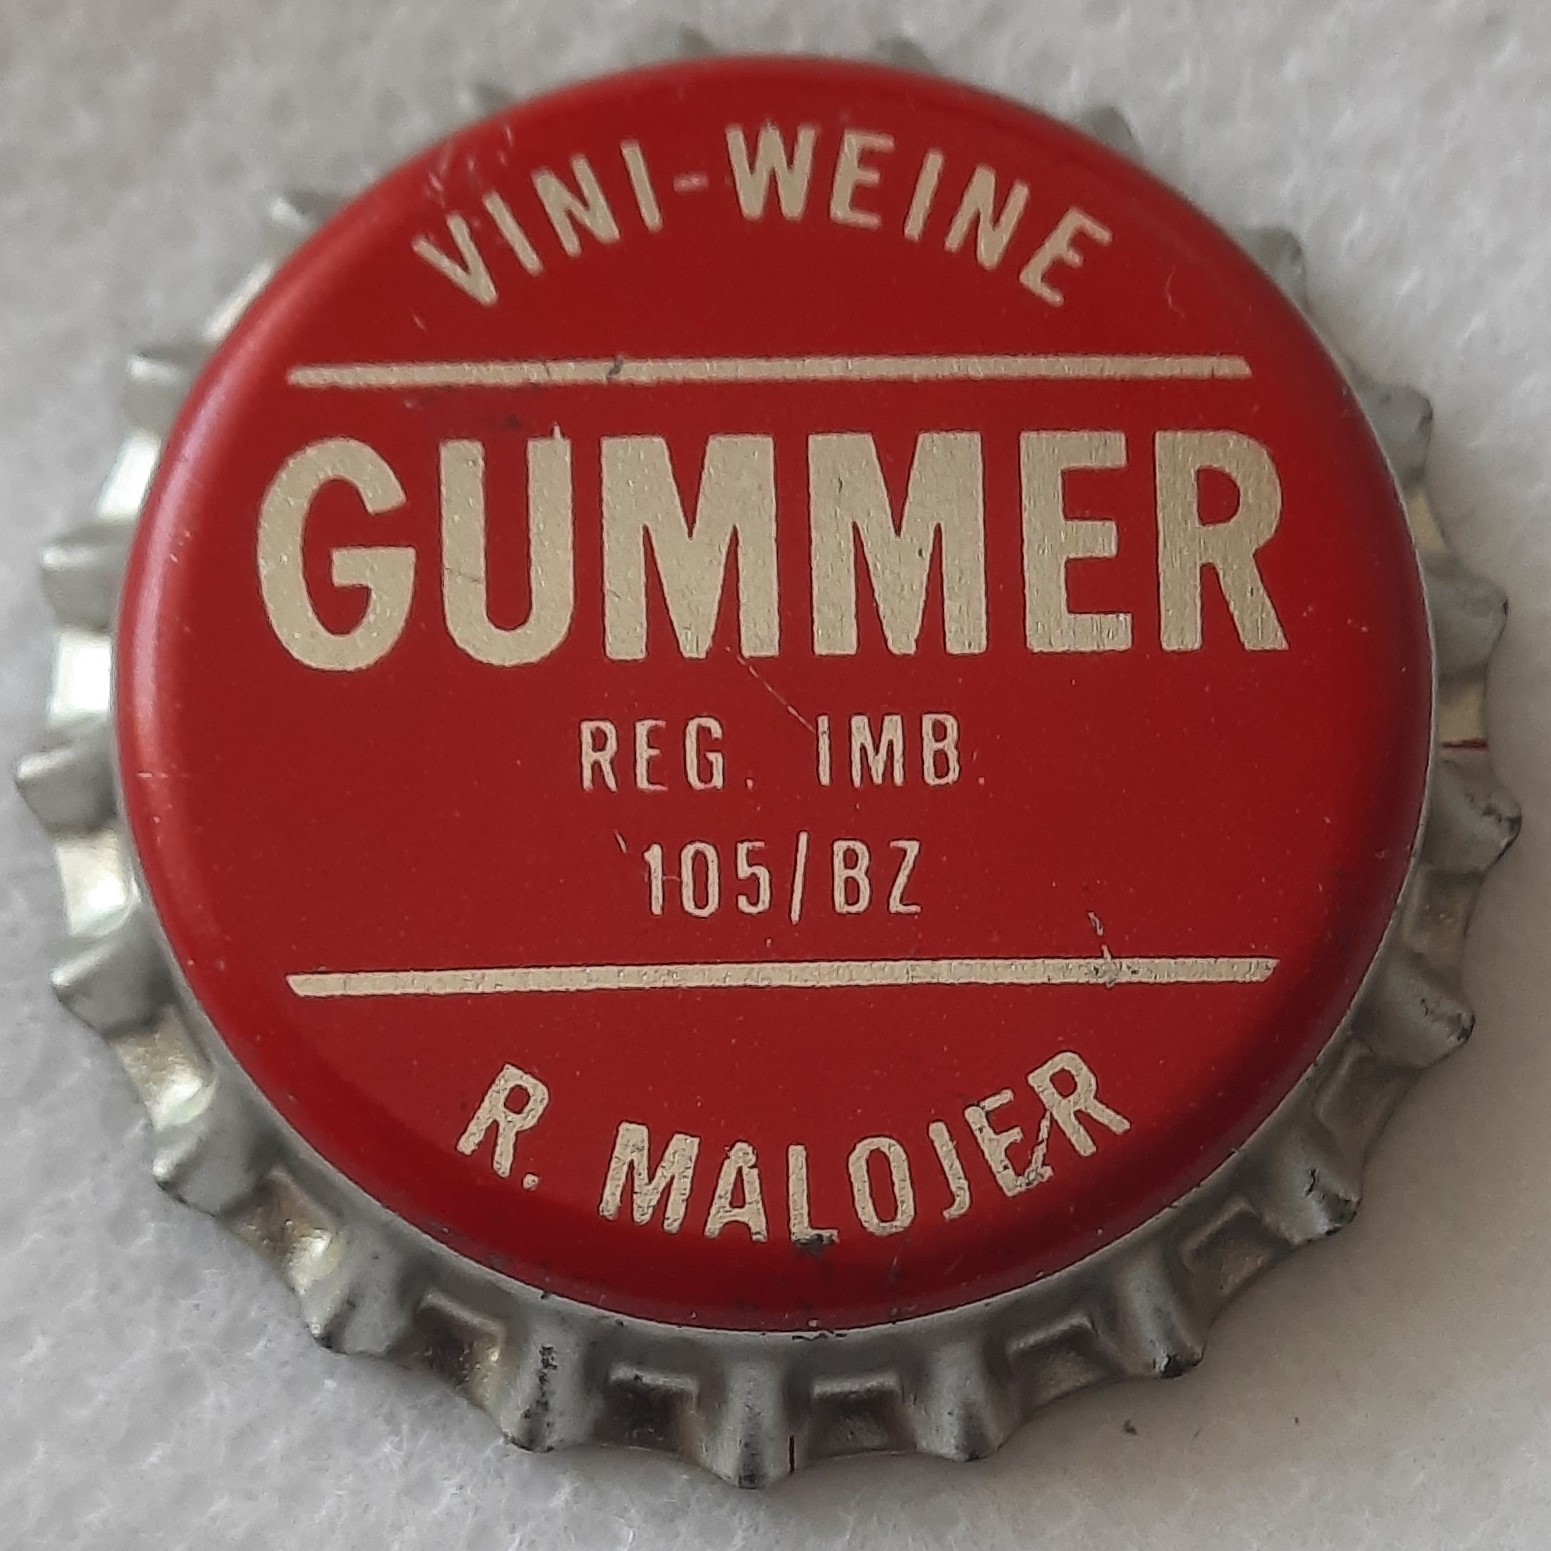 VINI-WEINE
GUMMER
REG. IMB.
105/BZ
R. MALOJER